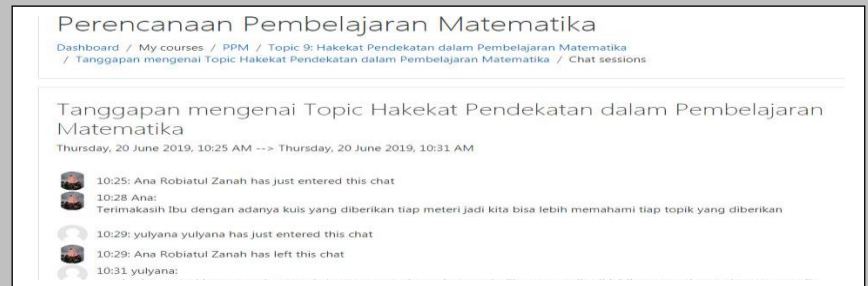 Perencanaan Pembelajaran Matematika
Dashboard / My courses / PPM / Topic 9: Hakekat Pendekatan dalam Pembelajaran Matematika
/ Tanggapan mengenai Topic Hakekat Pendekatan dalam Pembelajaran Matematika / Chat sessions
Tanggapan mengenai Topic Hakekat Pendekatan dalam Pembelajaran
Matematika
Thursday, 20 June 2019, 10:25 AM --> Thursday, 20 June 2019, 10:31 AM
10:25: Ana Robiatul Zanah has just entered this chat
10:28 Ana:
Terimakasih Ibu dengan adanya kuis yang diberikan tiap meteri jadi kita bisa lebih memahami tiap topik yang diberikan
10:29: yulyana yulyana has just entered this chat
10:29: Ana Robiatul Zanah has left this chat
10:31 yulyana: